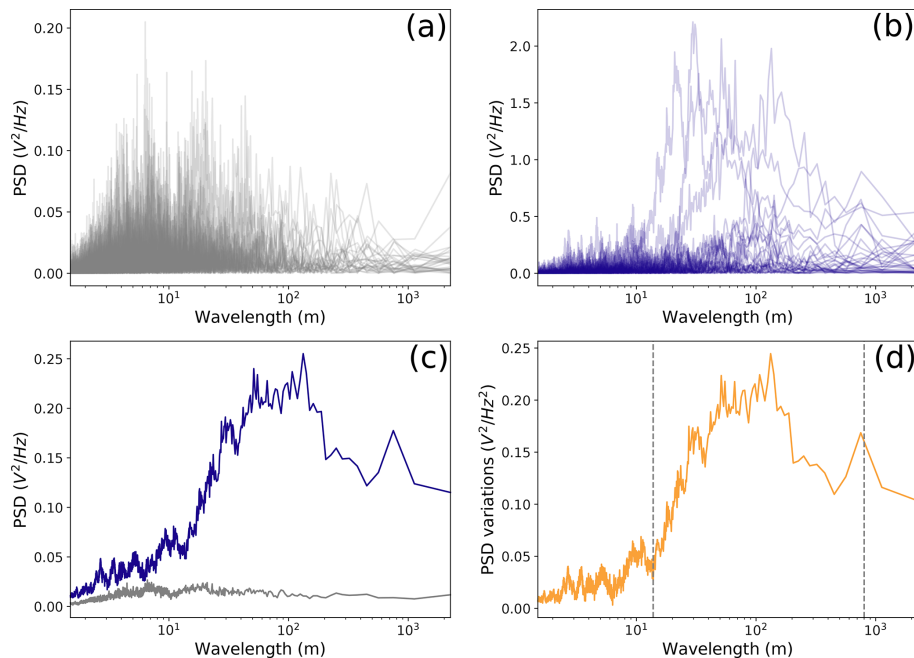 (a)
PSD (V²/Hz)
0.20
0.15
0.10
0.05
0.00
10¹ 10² 10³
Wavelength (m)
(b)
PSD (V²/Hz)
2.0
1.5
1.0
0.5
0.0
10¹ 10² 10³
Wavelength (m)
(c)
PSD (V²/Hz)
0.25
0.20
0.15
0.10
0.05
0.00
10¹ 10² 10³
Wavelength (m)
(d)
PSD variations (V²/Hz²)
0.25
0.20
0.15
0.10
0.05
0.00
10¹ 10² 10³
Wavelength (m)